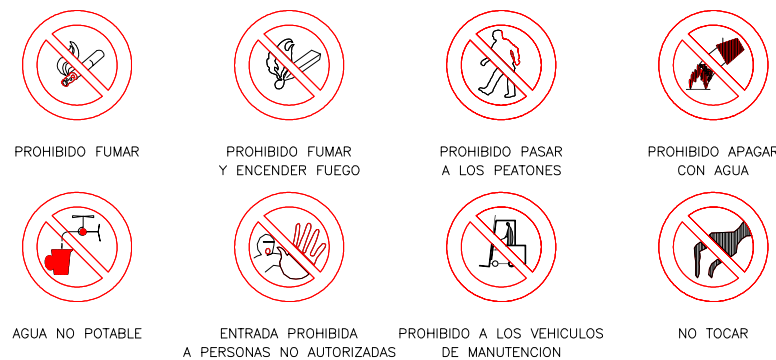 PROHIBIDO FUMAR
PROHIBIDO FUMAR
Y ENCENDER FUEGO
PROHIBIDO PASAR
A LOS PEATONES
PROHIBIDO APAGAR
CON AGUA
AGUA NO POTABLE
ENTRADA PROHIBIDA
A PERSONAS NO AUTORIZADAS
PROHIBIDO A LOS VEHICULOS
DE MANUTENCION
NO TOCAR